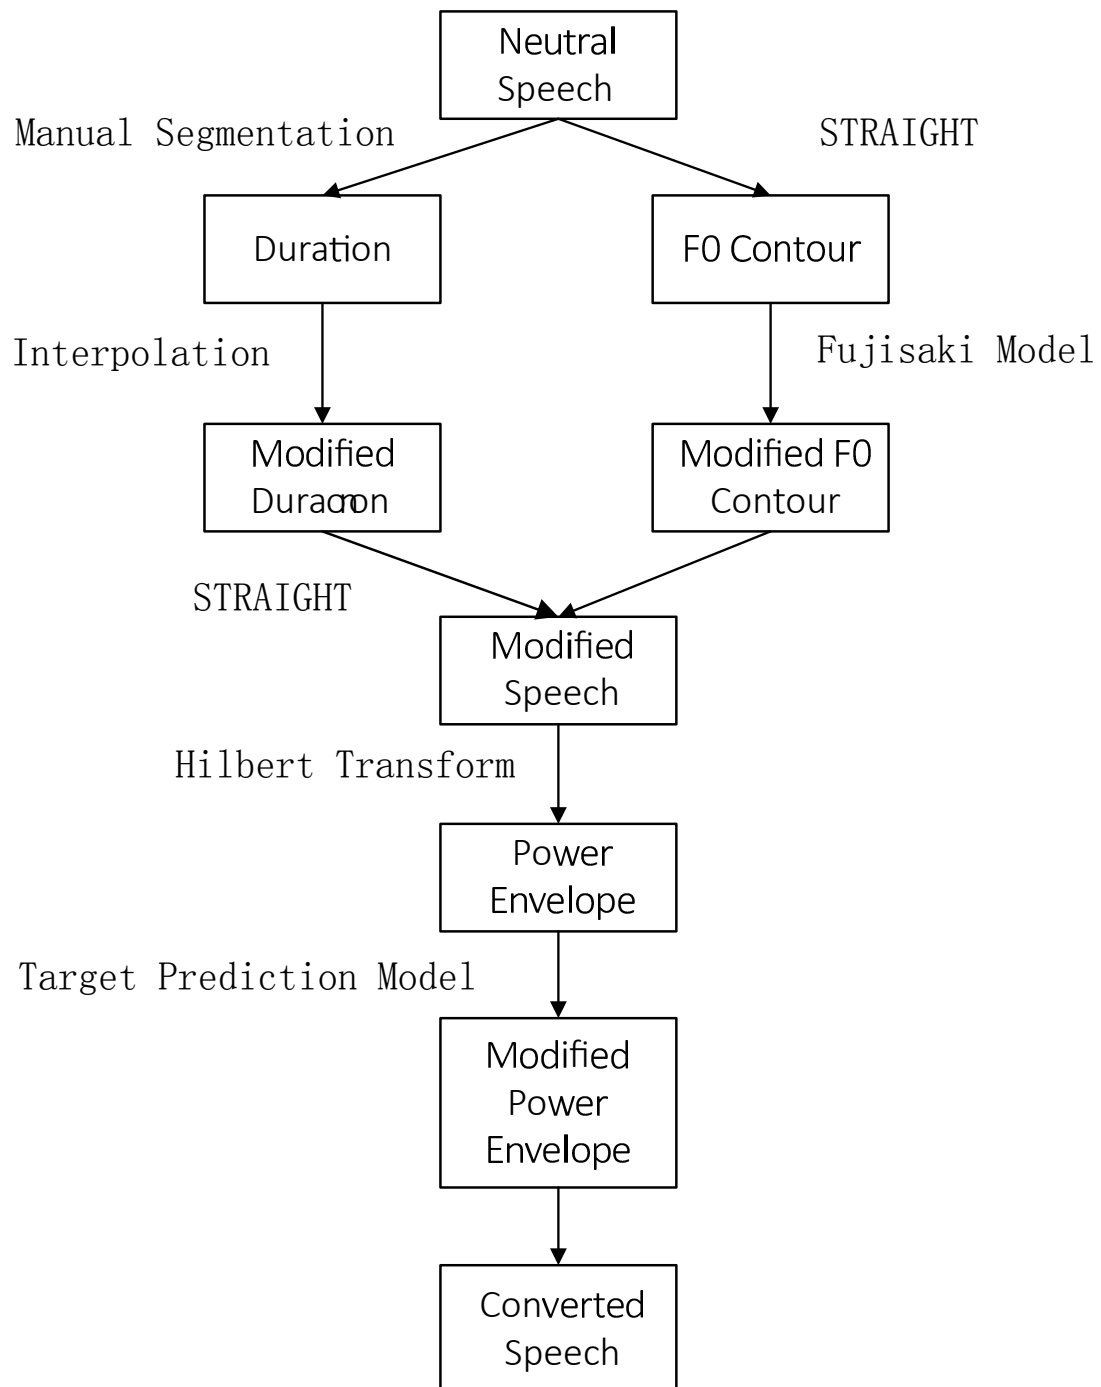 Neutral
Speech
Manual Segmentation
STRAIGHT
Duration
F0 Contour
Interpolation
Fujisaki Model
Modified
Modified F0
Contour
STRAIGHT
Modified
Speech
Hilbert Transform
Power
Envelope
Target Prediction Model
Modified
Power
Envelope
Converted
Speech